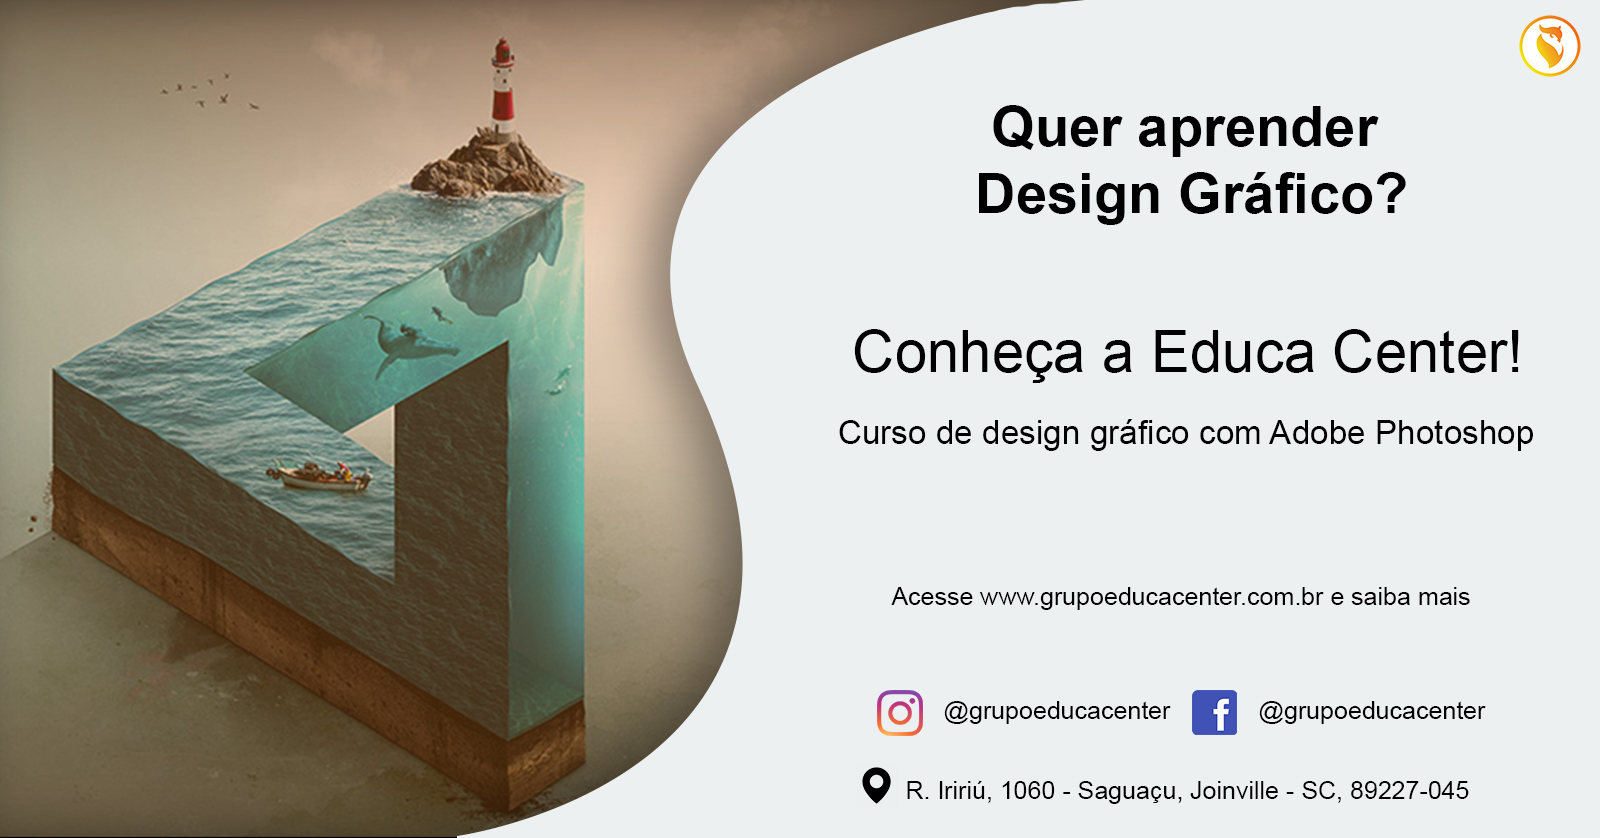 Quer aprender
Design Gráfico?
Conheça a Educa Center!
Curso de design gráfico com Adobe Photoshop
Acesse www.grupoeducacenter.com.br e saiba mais
@grupoeducacenter @grupoeducacenter
R. Iririú, 1060 - Saguaçu, Joinville - SC, 89227-045